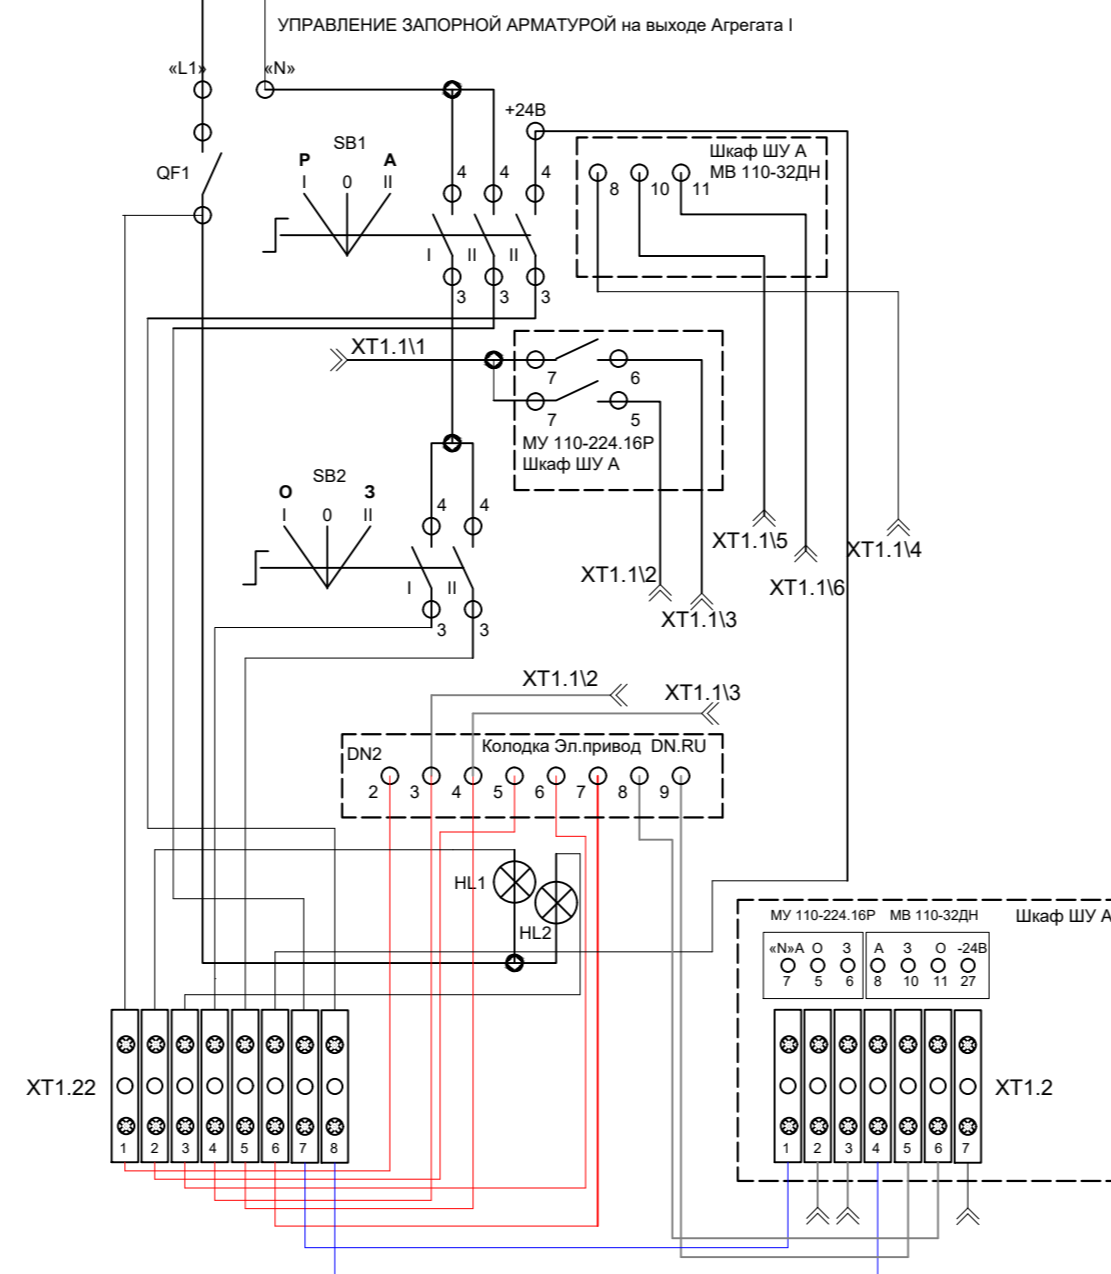 УПРАВЛЕНИЕ ЗАПОРНОЙ АРМАТУРОЙ на выходе Агрегата I
«L1» «N»
+24В
SB1
Р А
I 0 II
QF1
4 4 4
I II II
3 3 3
Шкаф ШУ А
МВ 110-32ДН
8 10 11
XT1.1\1
7 6
7 5
МУ 110-224.16Р
Шкаф ШУ А
SB2
О З
I 0 II
4 4
I II
3 3
XT1.1\5
XT1.1\4
XT1.1\2
XT1.1\6
XT1.1\3
XT1.1\2
XT1.1\3
DN2
Колодка Эл.привод DN.RU
2 3 4 5 6 7 8 9
HL1
HL2
МУ 110-224.16Р МВ 110-32ДН Шкаф ШУ А
«N»А О З А З О -24В
7 5 6 8 10 11 27
XT1.22
1 2 3 4 5 6 7 8
XT1.2
1 2 3 4 5 6 7